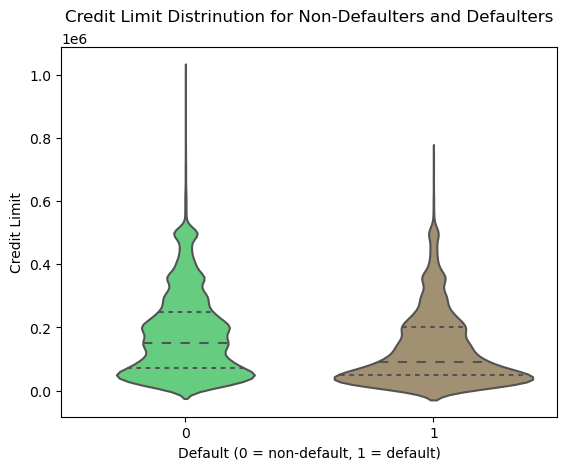 Credit Limit Distrinution for Non-Defaulters and Defaulters
1e6
1.0
0.8
0.6
0.4
0.2
0.0
Credit Limit
0
1
Default (0 = non-default, 1 = default)